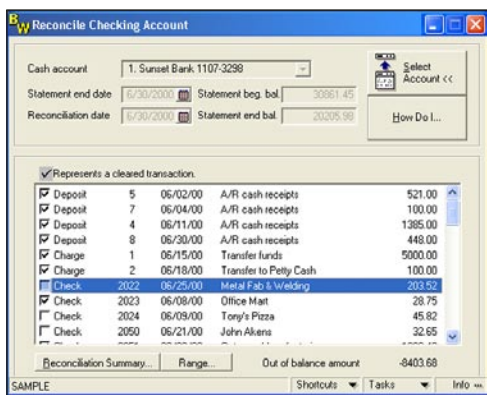 BW Reconcile Checking Account
Cash account 1. Sunset Bank 1107-3298
Select Account <<
Statement end date 6/30/2000 Statement beg. bal. 30861.45
Reconciliation date 6/30/2000 Statement end bal. 20205.98
How Do I...
Represents a cleared transaction.
Deposit 5 06/02/00 A/R cash receipts 521.00
Deposit 7 06/04/00 A/R cash receipts 100.00
Deposit 4 06/11/00 A/R cash receipts 1385.00
Deposit 8 06/30/00 A/R cash receipts 448.00
Charge 1 06/15/00 Transfer funds 5000.00
Charge 2 06/18/00 Transfer to Petty Cash 100.00
Check 2022 06/25/00 Metal Fab & Welding 203.52
Check 2023 06/08/00 Office Mart 28.75
Check 2024 06/09/00 Tony's Pizza 45.82
Check 2050 06/21/00 John Akens 32.65
Reconciliation Summary... Range... Out of balance amount -8403.68
SAMPLE Shortcuts Tasks Info